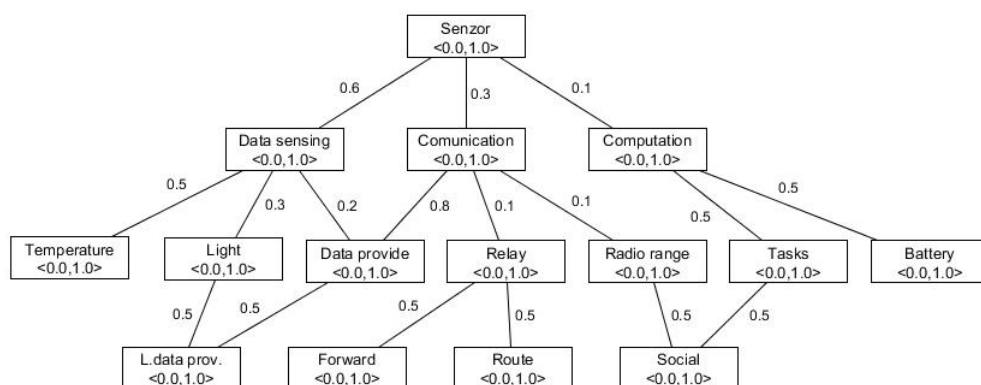 Senzor
<0.0,1.0>
0.6
0.3
0.1
Data sensing
<0.0,1.0>
Comunication
<0.0,1.0>
Computation
<0.0,1.0>
0.5
0.3
0.2
0.8
0.1
0.1
0.5
0.5
Temperature
<0.0,1.0>
Light
<0.0,1.0>
Data provide
<0.0,1.0>
Relay
<0.0,1.0>
Radio range
<0.0,1.0>
Tasks
<0.0,1.0>
Battery
<0.0,1.0>
0.5
0.5
0.5
0.5
0.5
0.5
L.data prov.
<0.0,1.0>
Forward
<0.0,1.0>
Route
<0.0,1.0>
Social
<0.0,1.0>